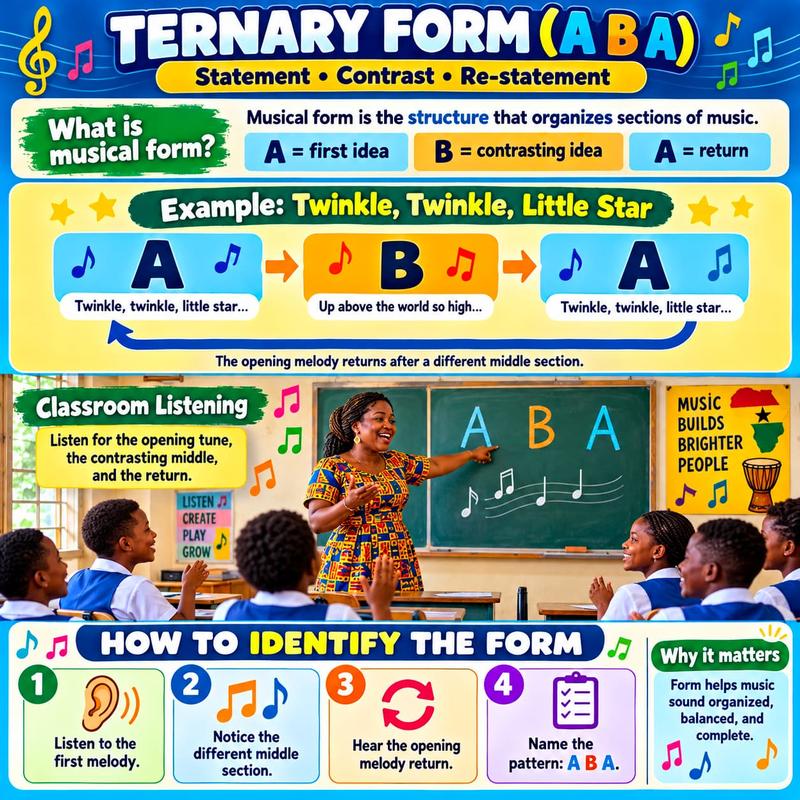 TERNARY FORM (A B A)
Statement • Contrast • Re-statement
What is
musical form?
Musical form is the structure that organizes sections of music.
A = first idea
B = contrasting idea
A = return
Example: Twinkle, Twinkle, Little Star
A
B
A
Twinkle, twinkle, little star...
Up above the world so high...
Twinkle, twinkle, little star...
The opening melody returns after a different middle section.
Classroom Listening
Listen for the opening tune,
the contrasting middle,
and the return.
LISTEN
CREATE
PLAY
GROW
A B A
MUSIC
BUILDS
BRIGHTER
PEOPLE
HOW TO IDENTIFY THE FORM
1
Listen to the
first melody.
2
Notice the
different middle
section.
3
Hear the opening
melody return.
4
Name the
pattern: A B A.
Why it matters
Form helps music
sound organized,
balanced, and
complete.